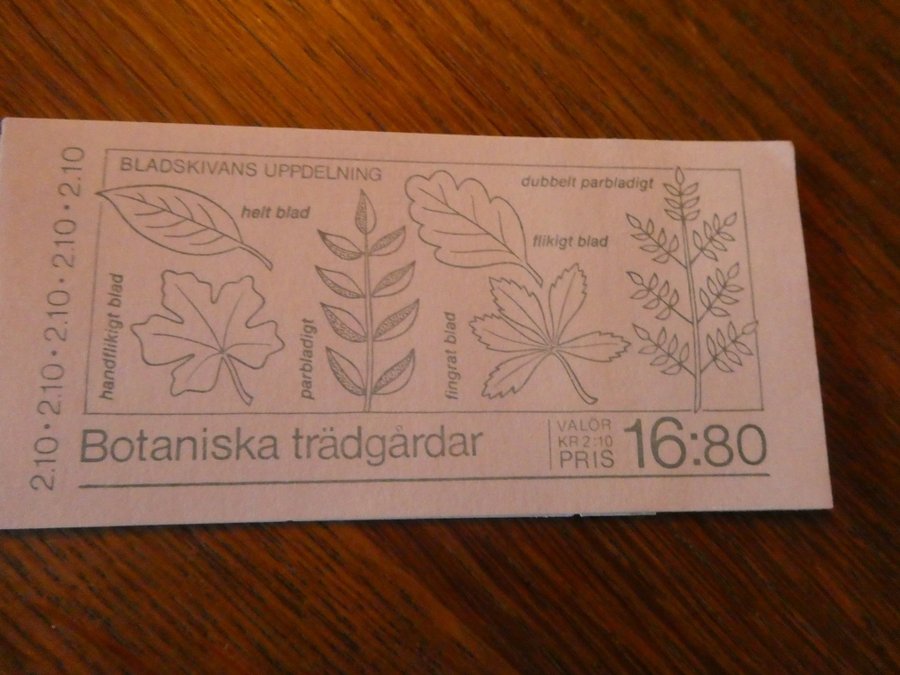 BLADSKIVANS UPPDELNING
helt blad
dubbelt parbladigt
flikigt blad
handflikigt blad
parbladigt
fingrat blad
2.10 • 2.10 • 2.10 • 2.10 • 2.10
Botaniska trädgårdar
VALÖR
KR 2:10
PRIS 16:80